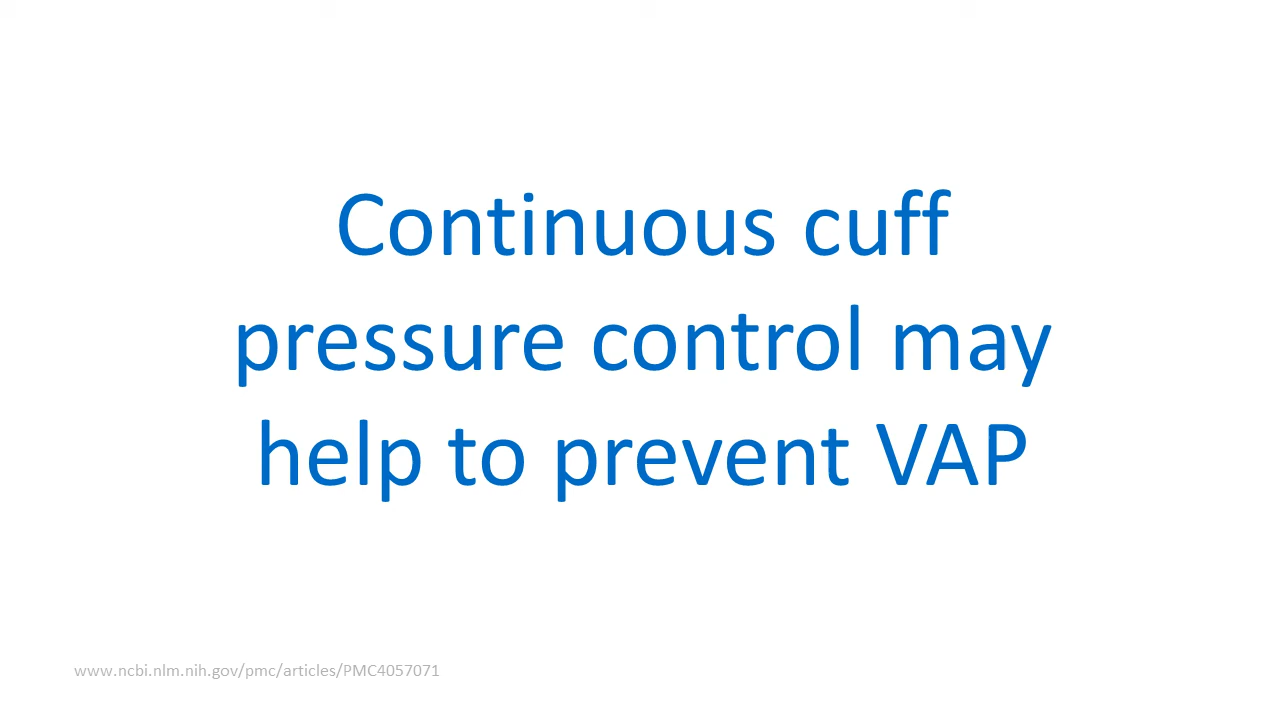 Continuous cuff
pressure control may
help to prevent VAP
www.ncbi.nlm.nih.gov/pmc/articles/PMC4057071